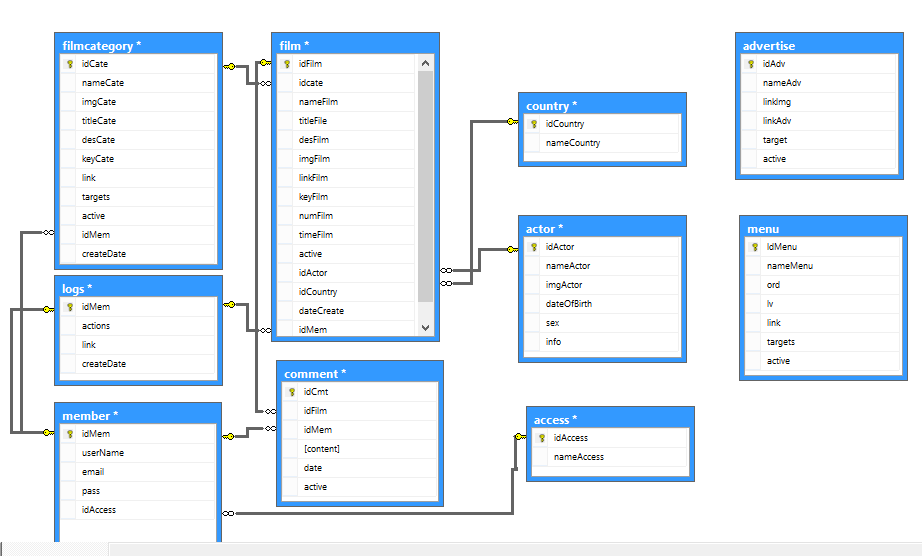 filmcategory *
idCate
nameCate
imgCate
titleCate
desCate
keyCate
link
targets
active
idMem
createDate
film *
idFilm
idcate
nameFilm
titleFile
desFilm
imgFilm
linkFilm
keyFilm
numFilm
timeFilm
active
idActor
idCountry
dateCreate
idMem
country *
idCountry
nameCountry
advertise
idAdv
nameAdv
linkImg
linkAdv
target
active
actor *
idActor
nameActor
imgActor
dateOfBirth
sex
info
menu
idMenu
nameMenu
ord
lv
link
targets
active
logs *
idMem
actions
link
createDate
comment *
idCmt
idFilm
idMem
[content]
date
active
member *
idMem
userName
email
pass
idAccess
access *
idAccess
nameAccess